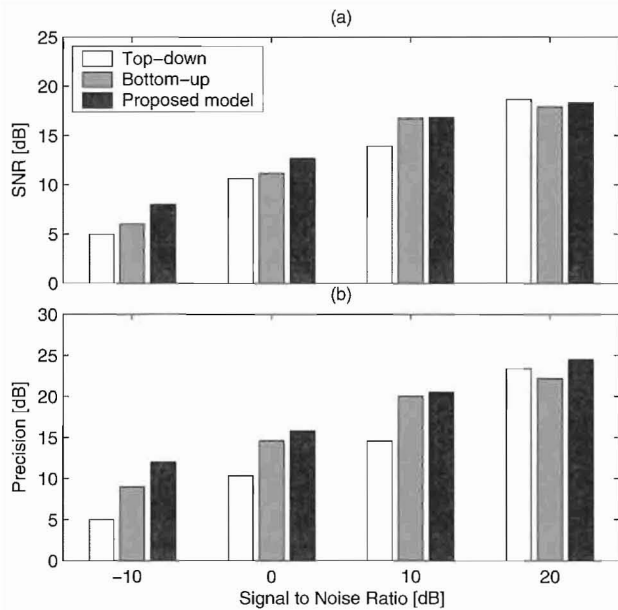 (a)
25
20
15
10
5
0
SNR [dB]
Top-down
Bottom-up
Proposed model
(b)
30
25
20
15
10
5
0
Precision [dB]
-10 0 10 20
Signal to Noise Ratio [dB]